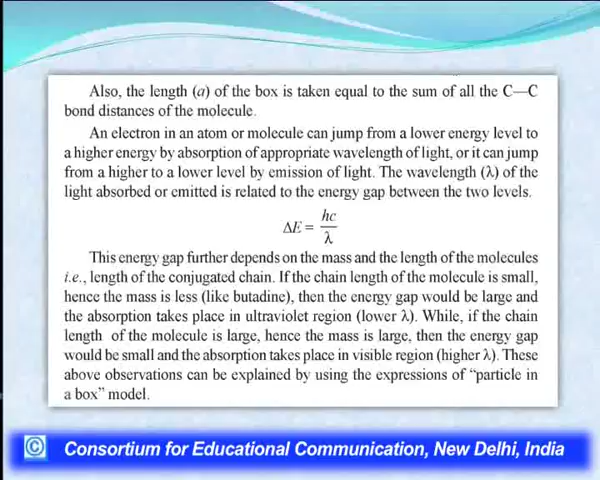 Also, the length (a) of the box is taken equal to the sum of all the C—C
bond distances of the molecule.
An electron in an atom or molecule can jump from a lower energy level to
a higher energy by absorption of appropriate wavelength of light, or it can jump
from a higher to a lower level by emission of light. The wavelength (λ) of the
light absorbed or emitted is related to the energy gap between the two levels.
ΔE = hc/λ
This energy gap further depends on the mass and the length of the molecules
i.e., length of the conjugated chain. If the chain length of the molecule is small,
hence the mass is less (like butadine), then the energy gap would be large and
the absorption takes place in ultraviolet region (lower λ). While, if the chain
length of the molecule is large, hence the mass is large, then the energy gap
would be small and the absorption takes place in visible region (higher λ). These
above observations can be explained by using the expressions of “particle in
a box” model.
© Consortium for Educational Communication, New Delhi, India